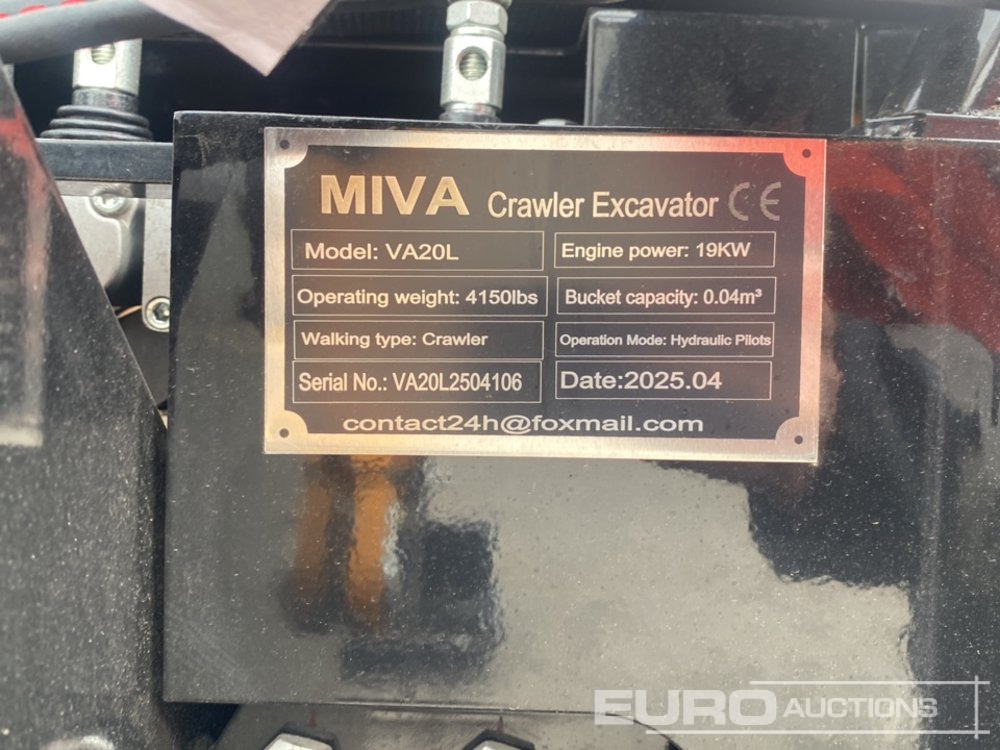 MIVA Crawler Excavator CE
Model: VA20L
Engine power: 19KW
Operating weight: 4150lbs
Bucket capacity: 0.04m³
Walking type: Crawler
Operation Mode: Hydraulic Pilots
Serial No.: VA20L2504106
Date:2025.04
contact24h@foxmail.com
EURO AUCTIONS